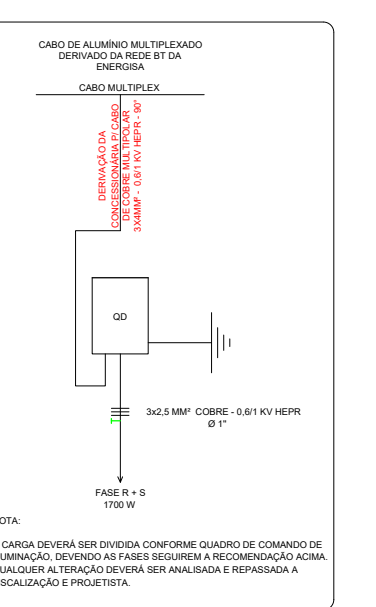 CABO DE ALUMÍNIO MULTIPLEXADO
DERIVADO DA REDE BT DA
ENERGISA
CABO MULTIPLEX
DERIVAÇÃO DA
CONCESSIONÁRIA P/ CABO
DE COBRE MULTIPOLAR
3X4MM² - 0,6/1 KV HEPR - 90°
QD
3x2,5 MM² COBRE - 0,6/1 KV HEPR
Ø 1"
FASE R + S
1700 W
OTA:
CARGA DEVERÁ SER DIVIDIDA CONFORME QUADRO DE COMANDO DE
UMINAÇÃO, DEVENDO AS FASES SEGUIREM A RECOMENDAÇÃO ACIMA.
UALQUER ALTERAÇÃO DEVERÁ SER ANALISADA E REPASSADA A
SCALIZAÇÃO E PROJETISTA.